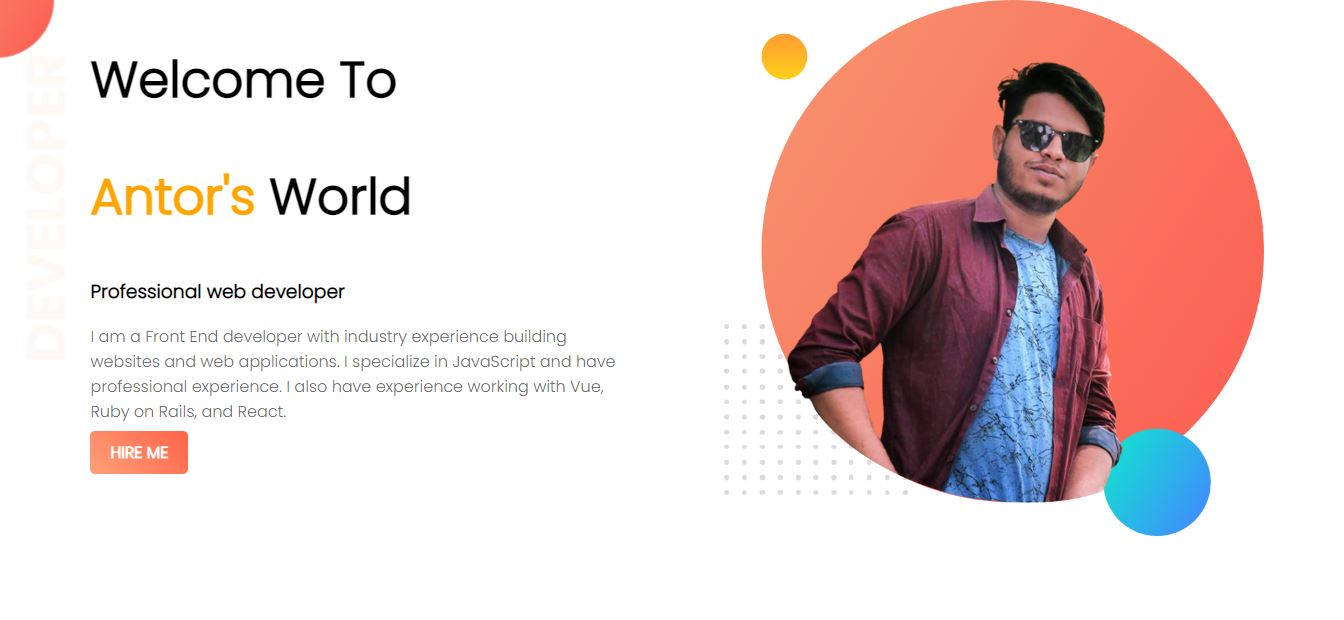 DEVELOPER
Welcome To
Antor's World
Professional web developer
I am a Front End developer with industry experience building
websites and web applications. I specialize in JavaScript and have
professional experience. I also have experience working with Vue,
Ruby on Rails, and React.
HIRE ME